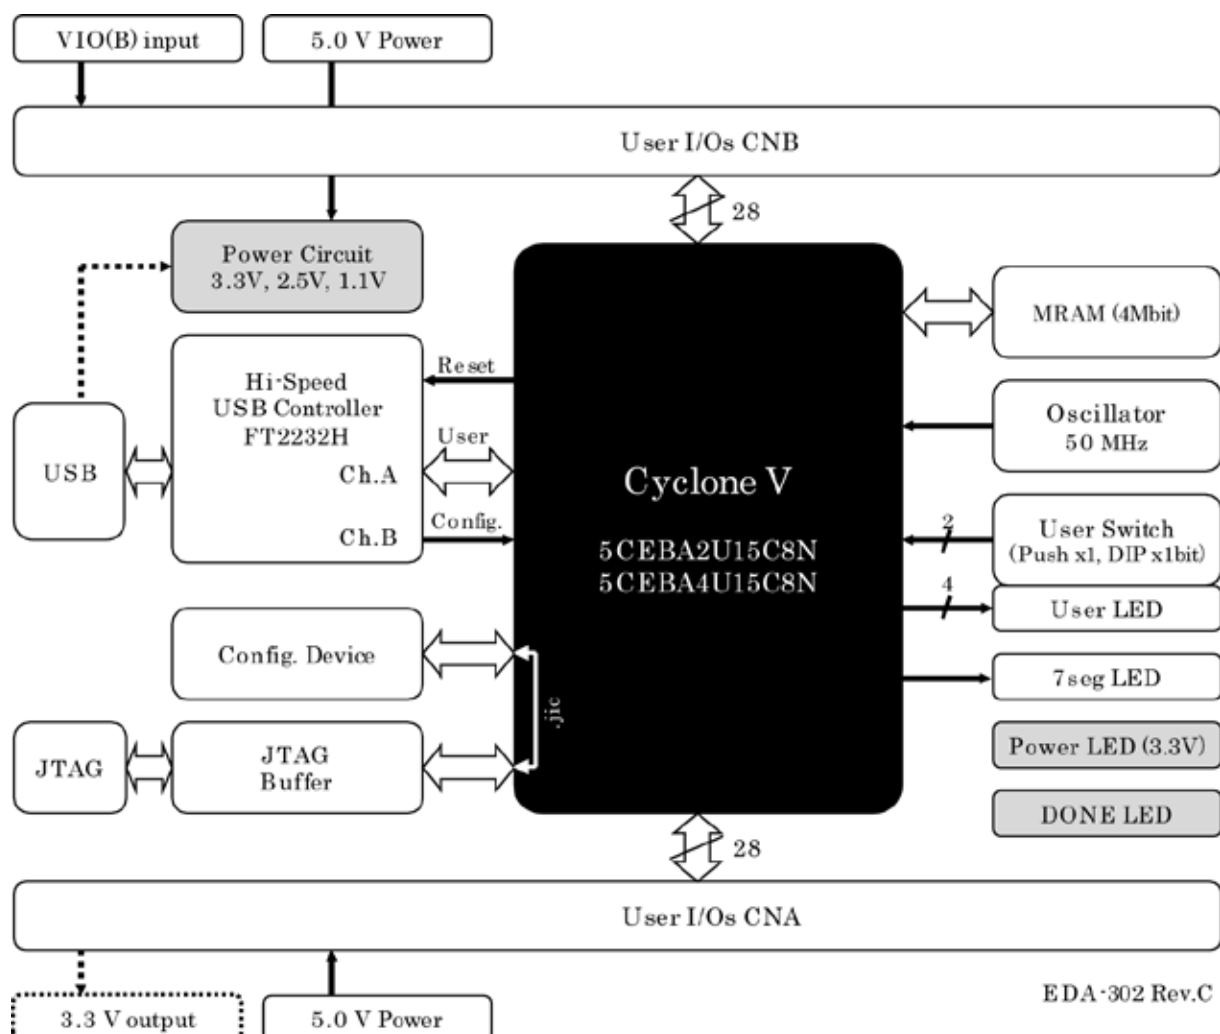 VIO(B) input
5.0 V Power
User I/Os CNB
28
Power Circuit
3.3V, 2.5V, 1.1V
MRAM (4Mbit)
Hi-Speed
USB Controller
FT2232H
Ch.A
Ch.B
Reset
User
Config.
USB
Oscillator
50 MHz
Cyclone V
5CEBA2U15C8N
5CEBA4U15C8N
2
User Switch
(Push x1, DIP x1bit)
4
User LED
Config. Device
.jic
7seg LED
JTAG
JTAG
Buffer
Power LED (3.3V)
DONE LED
28
User I/Os CNA
3.3 V output
5.0 V Power
EDA-302 Rev.C